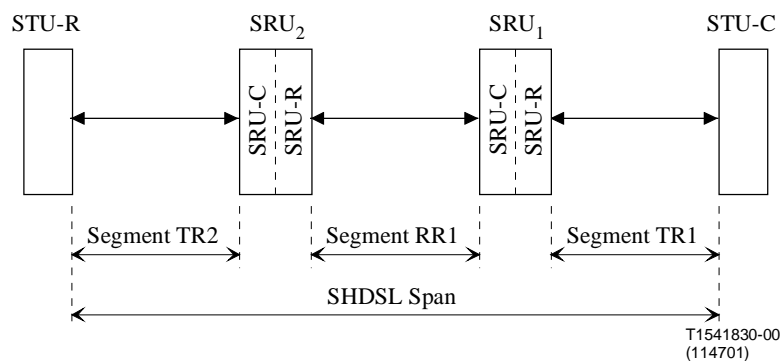 STU-R SRU2 SRU1 STU-C
SRU-C SRU-R SRU-C SRU-R
Segment TR2 Segment RR1 Segment TR1
SHDSL Span
T1541830-00
(114701)